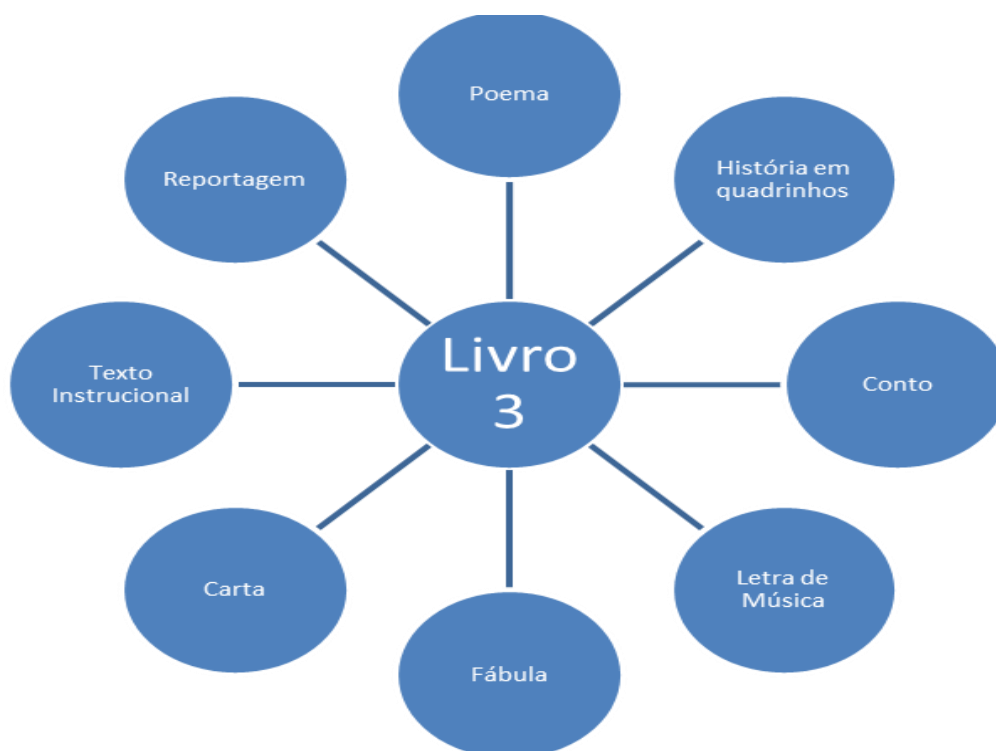 Poema
História em
quadrinhos
Conto
Letra de
Música
Fábula
Carta
Texto
Instrucional
Reportagem
Livro
3